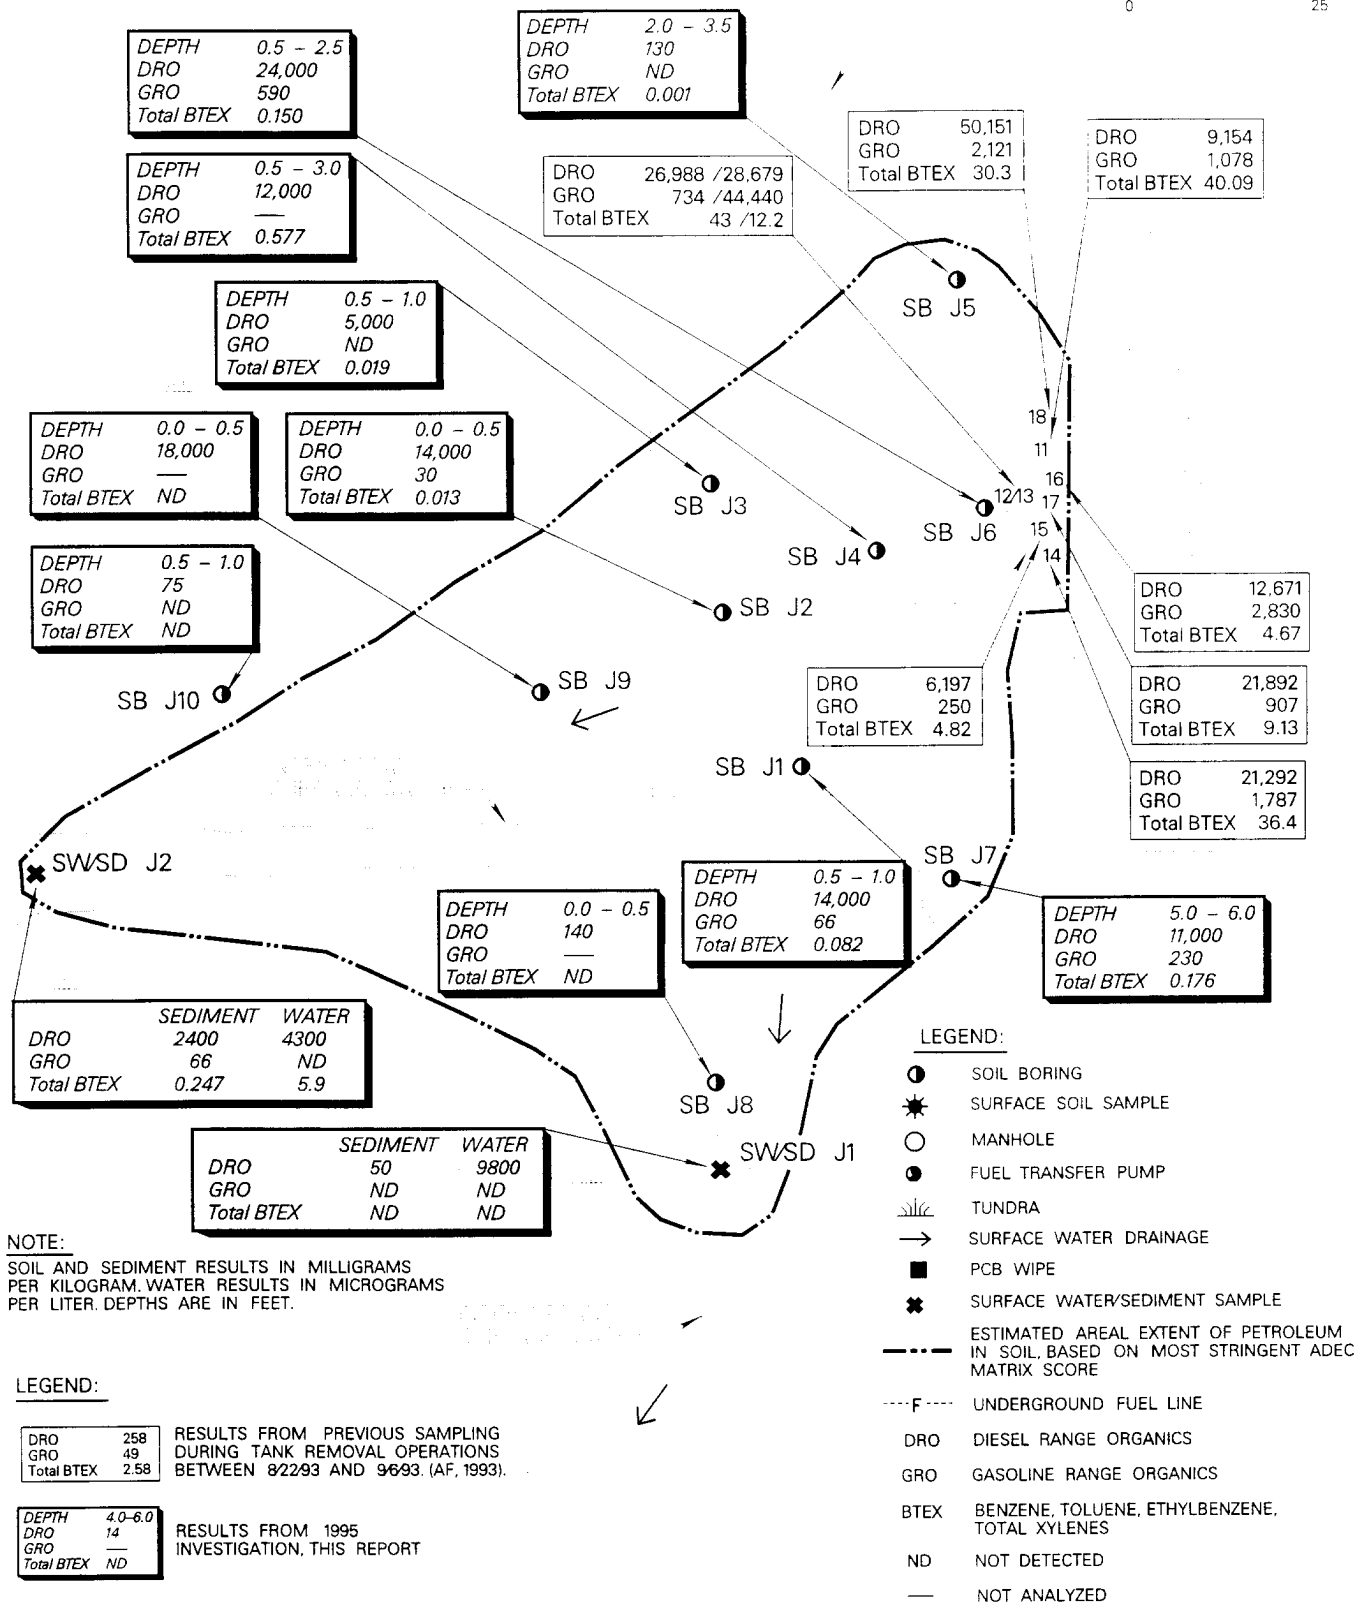 0 25
DEPTH 0.5 - 2.5
DRO 24,000
GRO 590
Total BTEX 0.150
DEPTH 2.0 - 3.5
DRO 130
GRO ND
Total BTEX 0.001
DRO 50,151
GRO 2,121
Total BTEX 30.3
DRO 9,154
GRO 1,078
Total BTEX 40.09
DEPTH 0.5 - 3.0
DRO 12,000
GRO —
Total BTEX 0.577
DRO 26,988 /28,679
GRO 734 /44,440
Total BTEX 43 /12.2
DEPTH 0.5 - 1.0
DRO 5,000
GRO ND
Total BTEX 0.019
SB J5
DEPTH 0.0 - 0.5
DRO 18,000
GRO —
Total BTEX ND
DEPTH 0.0 - 0.5
DRO 14,000
GRO 30
Total BTEX 0.013
18
11
16
12/13
17
15
14
SB J3
SB J6
SB J4
SB J2
DEPTH 0.5 - 1.0
DRO 75
GRO ND
Total BTEX ND
DRO 12,671
GRO 2,830
Total BTEX 4.67
SB J10
SB J9
DRO 6,197
GRO 250
Total BTEX 4.82
DRO 21,892
GRO 907
Total BTEX 9.13
SB J1
DRO 21,292
GRO 1,787
Total BTEX 36.4
SW/SD J2
SB J7
DEPTH 0.0 - 0.5
DRO 140
GRO —
Total BTEX ND
DEPTH 0.5 - 1.0
DRO 14,000
GRO 66
Total BTEX 0.082
DEPTH 5.0 - 6.0
DRO 11,000
GRO 230
Total BTEX 0.176
SEDIMENT WATER
DRO 2400 4300
GRO 66 ND
Total BTEX 0.247 5.9
SB J8
SEDIMENT WATER
DRO 50 9800
GRO ND ND
Total BTEX ND ND
SW/SD J1
NOTE:
SOIL AND SEDIMENT RESULTS IN MILLIGRAMS
PER KILOGRAM. WATER RESULTS IN MICROGRAMS
PER LITER. DEPTHS ARE IN FEET.
LEGEND:
DRO 258
GRO 49
Total BTEX 2.58
RESULTS FROM PREVIOUS SAMPLING
DURING TANK REMOVAL OPERATIONS
BETWEEN 8/22/93 AND 9/6/93. (AF, 1993).
DEPTH 4.0-6.0
DRO 14
GRO —
Total BTEX ND
RESULTS FROM 1995
INVESTIGATION, THIS REPORT
LEGEND:
SOIL BORING
SURFACE SOIL SAMPLE
MANHOLE
FUEL TRANSFER PUMP
TUNDRA
SURFACE WATER DRAINAGE
PCB WIPE
SURFACE WATER/SEDIMENT SAMPLE
ESTIMATED AREAL EXTENT OF PETROLEUM
IN SOIL, BASED ON MOST STRINGENT ADEC
MATRIX SCORE
F UNDERGROUND FUEL LINE
DRO DIESEL RANGE ORGANICS
GRO GASOLINE RANGE ORGANICS
BTEX BENZENE, TOLUENE, ETHYLBENZENE,
TOTAL XYLENES
ND NOT DETECTED
— NOT ANALYZED